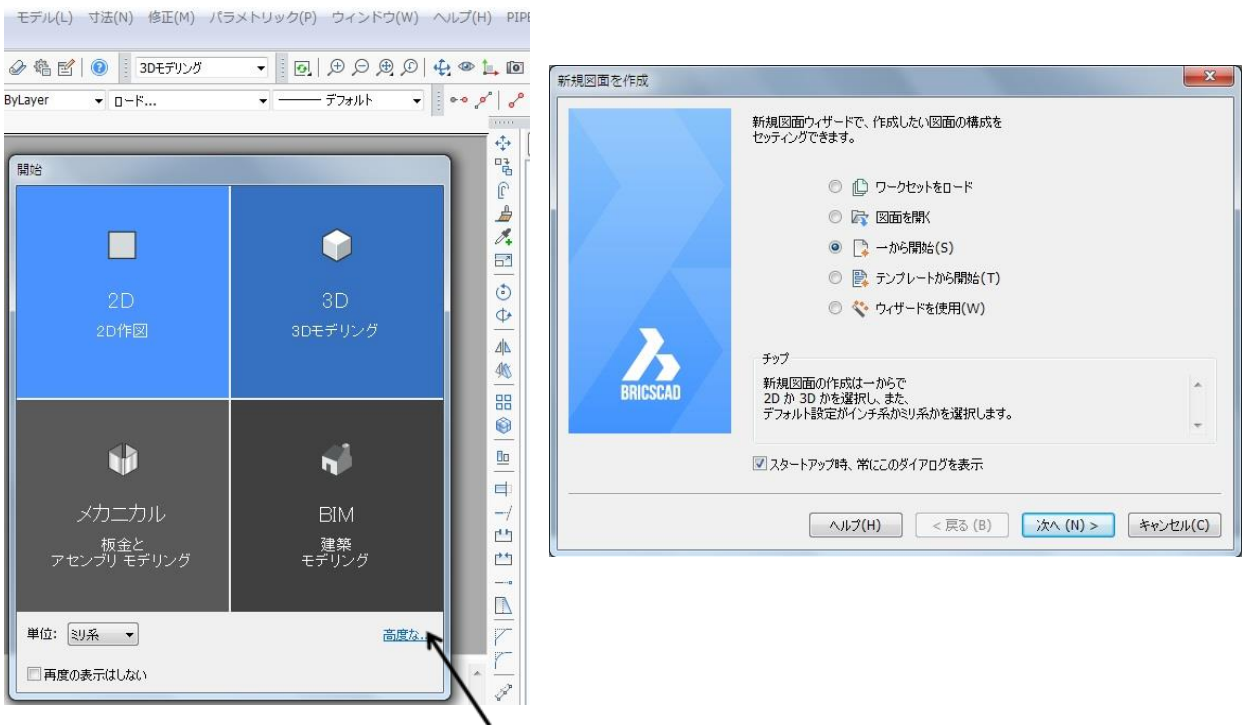 モデル(L) 寸法(N) 修正(M) パラメトリック(P) ウィンドウ(W) ヘルプ(H) PIPE
3Dモデリング
ByLayer ロード... デフォルト
開始
2D
2D作図
3D
3Dモデリング
メカニカル
板金と
アセンブリ モデリング
BIM
建築
モデリング
単位: ミリ系 高度な...
再度の表示はしない
新規図面を作成
新規図面ウィザードで、作成したい図面の構成を
セッティングできます。
ワークセットをロード
図面を開く
一から開始(S)
テンプレートから開始(T)
ウィザードを使用(W)
BRICSCAD
チップ
新規図面の作成は一からで
2D か 3D かを選択し、また、
デフォルト設定がインチ系かミリ系かを選択します。
スタートアップ時、常にこのダイアログを表示
ヘルプ(H) < 戻る (B) 次へ (N) > キャンセル(C)